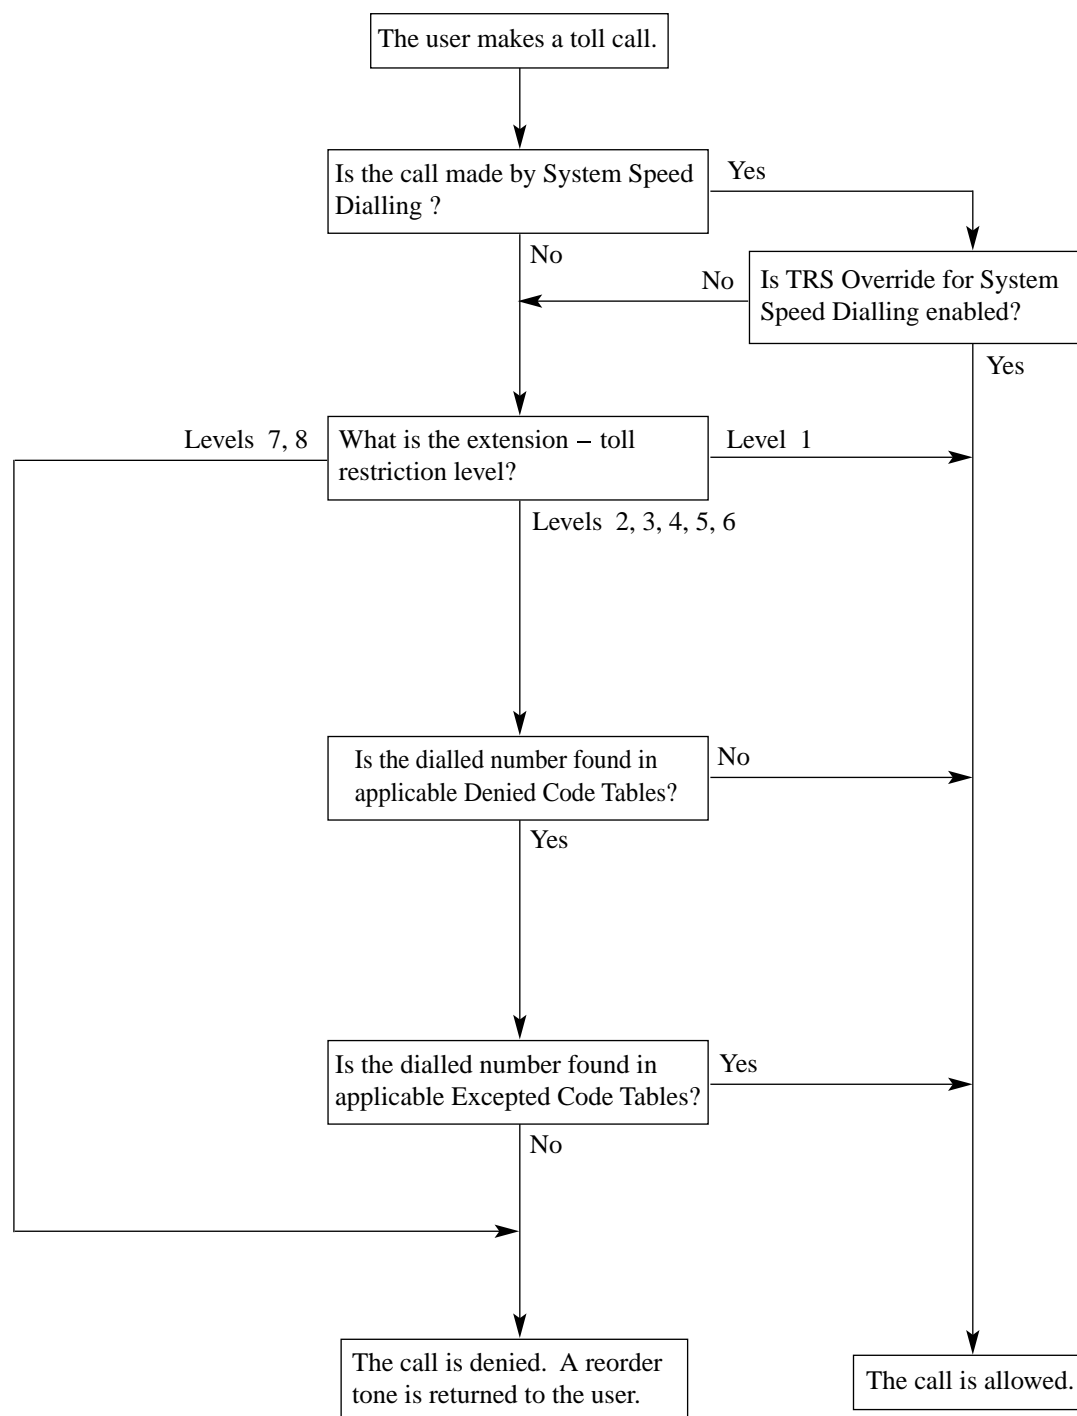 The user makes a toll call.
Is the call made by System Speed
Dialling ?
Yes
No
No
Is TRS Override for System
Speed Dialling enabled?
Yes
Levels 7, 8
What is the extension – toll
restriction level?
Level 1
Levels 2, 3, 4, 5, 6
Is the dialled number found in
applicable Denied Code Tables?
No
Yes
Is the dialled number found in
applicable Excepted Code Tables?
Yes
No
The call is denied. A reorder
tone is returned to the user.
The call is allowed.